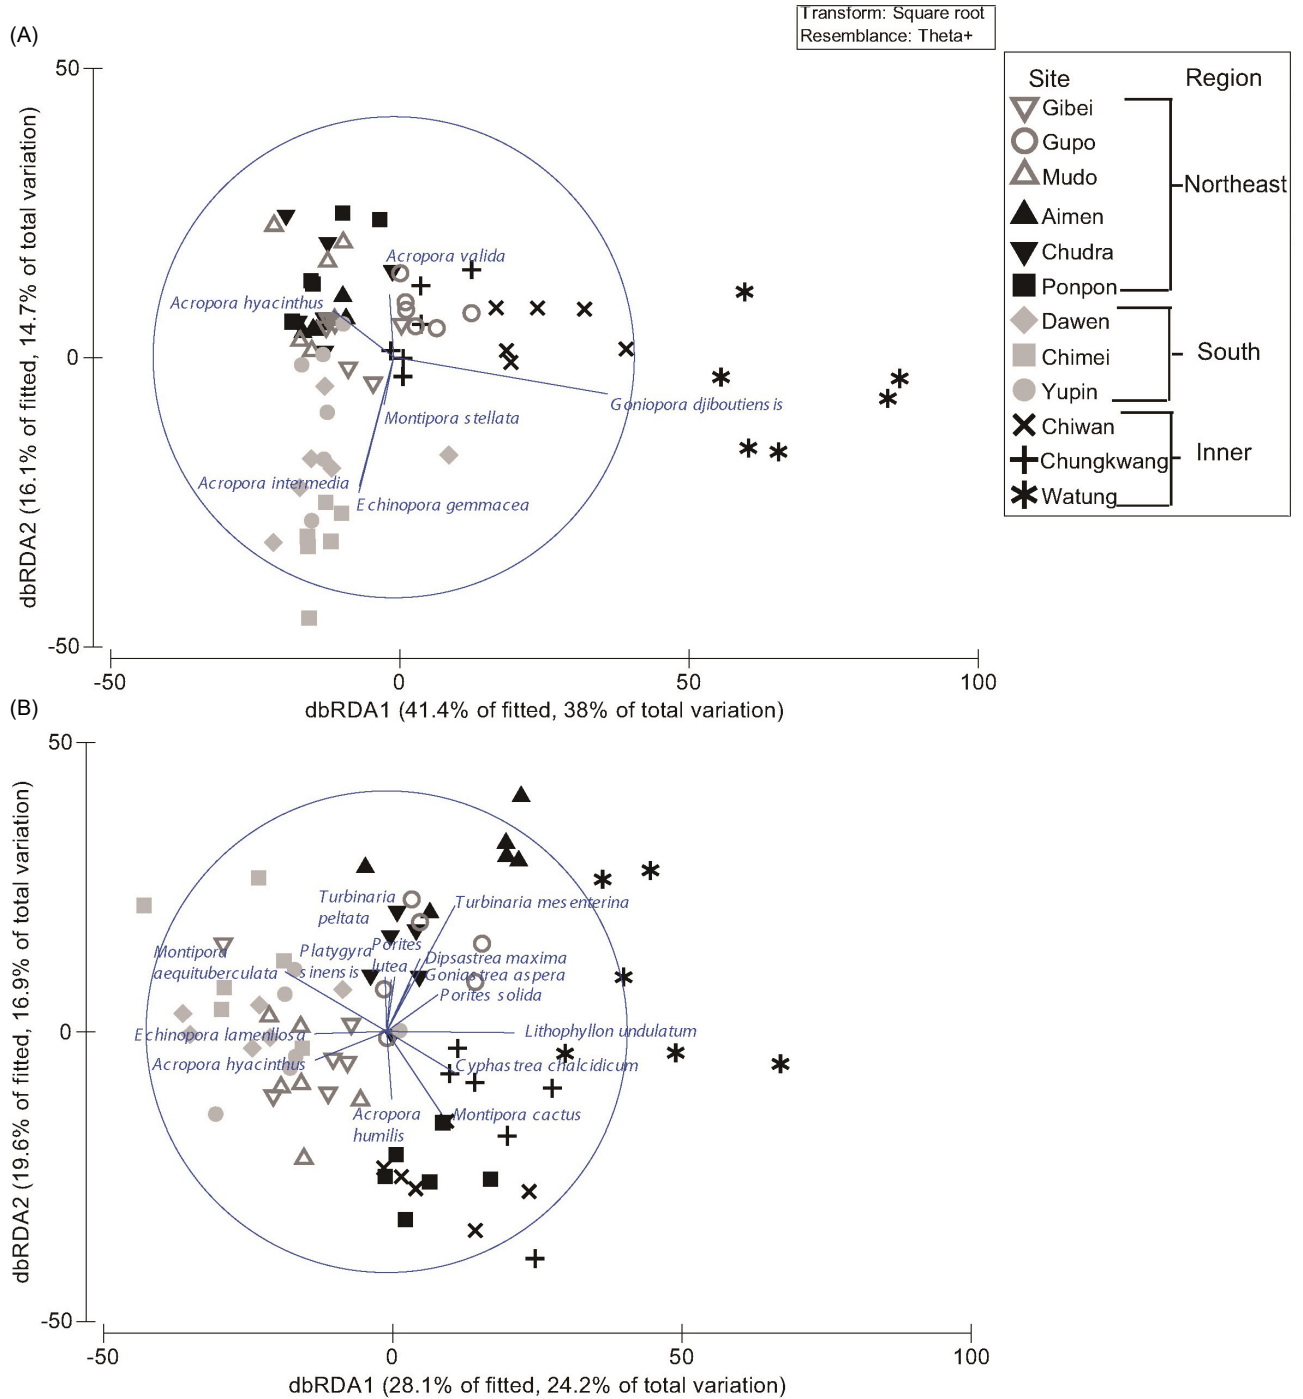 (A)
Transform: Square root
Resemblance: Theta+
Site
Region
Gibei
Gupo
Mudo
Aimen
Chudra
Ponpon
Dawen
Chimei
Yupin
Chiwan
Chungkwang
Watung
Northeast
South
Inner
50
0
-50
dbRDA2 (16.1% of fitted, 14.7% of total variation)
Acropora valida
Acropora hyacinthus
Goniopora djiboutiensis
Montipora stellata
Acropora intermedia
Echinopora gemmacea
-50
0
50
100
dbRDA1 (41.4% of fitted, 38% of total variation)
(B)
50
0
-50
dbRDA2 (19.6% of fitted, 16.9% of total variation)
Turbinaria
peltata
Turbinaria mesenterina
Montipora
aequituberculata
Platygyra
sinensis
Porites
lutea
Dipsastrea maxima
Goniastrea aspera
Porites solida
Echinopora lamenllosa
Lithophyllon undulatum
Acropora hyacinthus
Cyphastrea chalcidicum
Acropora
humilis
Montipora cactus
-50
0
50
100
dbRDA1 (28.1% of fitted, 24.2% of total variation)